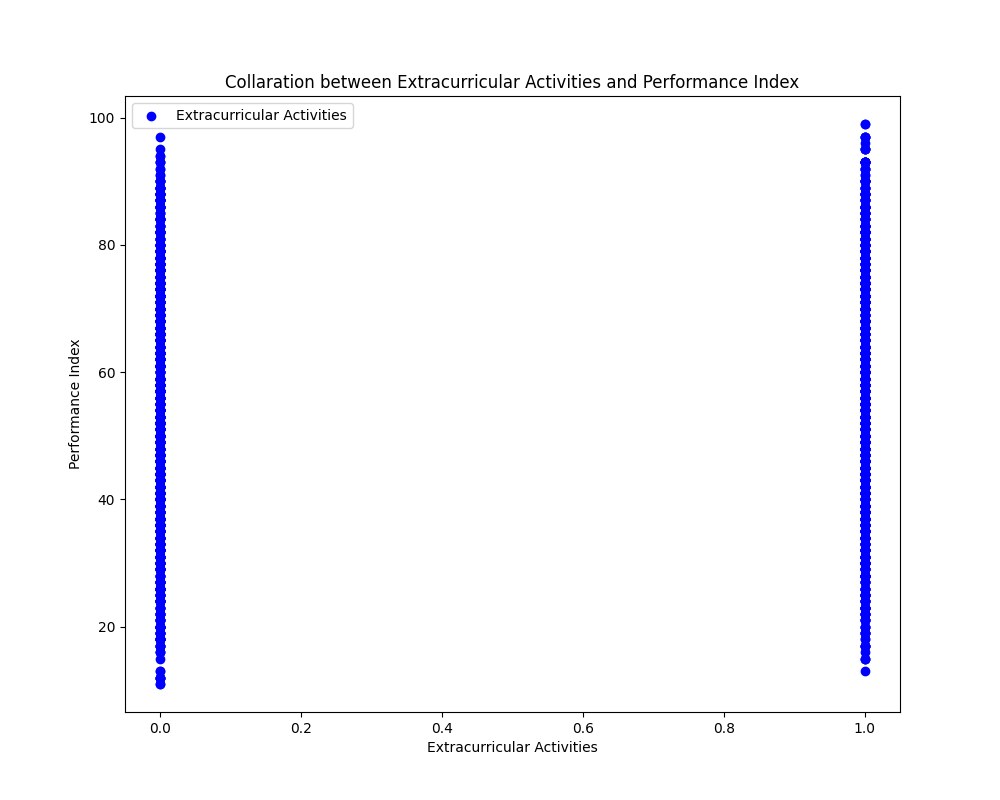 Collaration between Extracurricular Activities and Performance Index
Extracurricular Activities
100
80
60
40
20
Performance Index
0.0 0.2 0.4 0.6 0.8 1.0
Extracurricular Activities